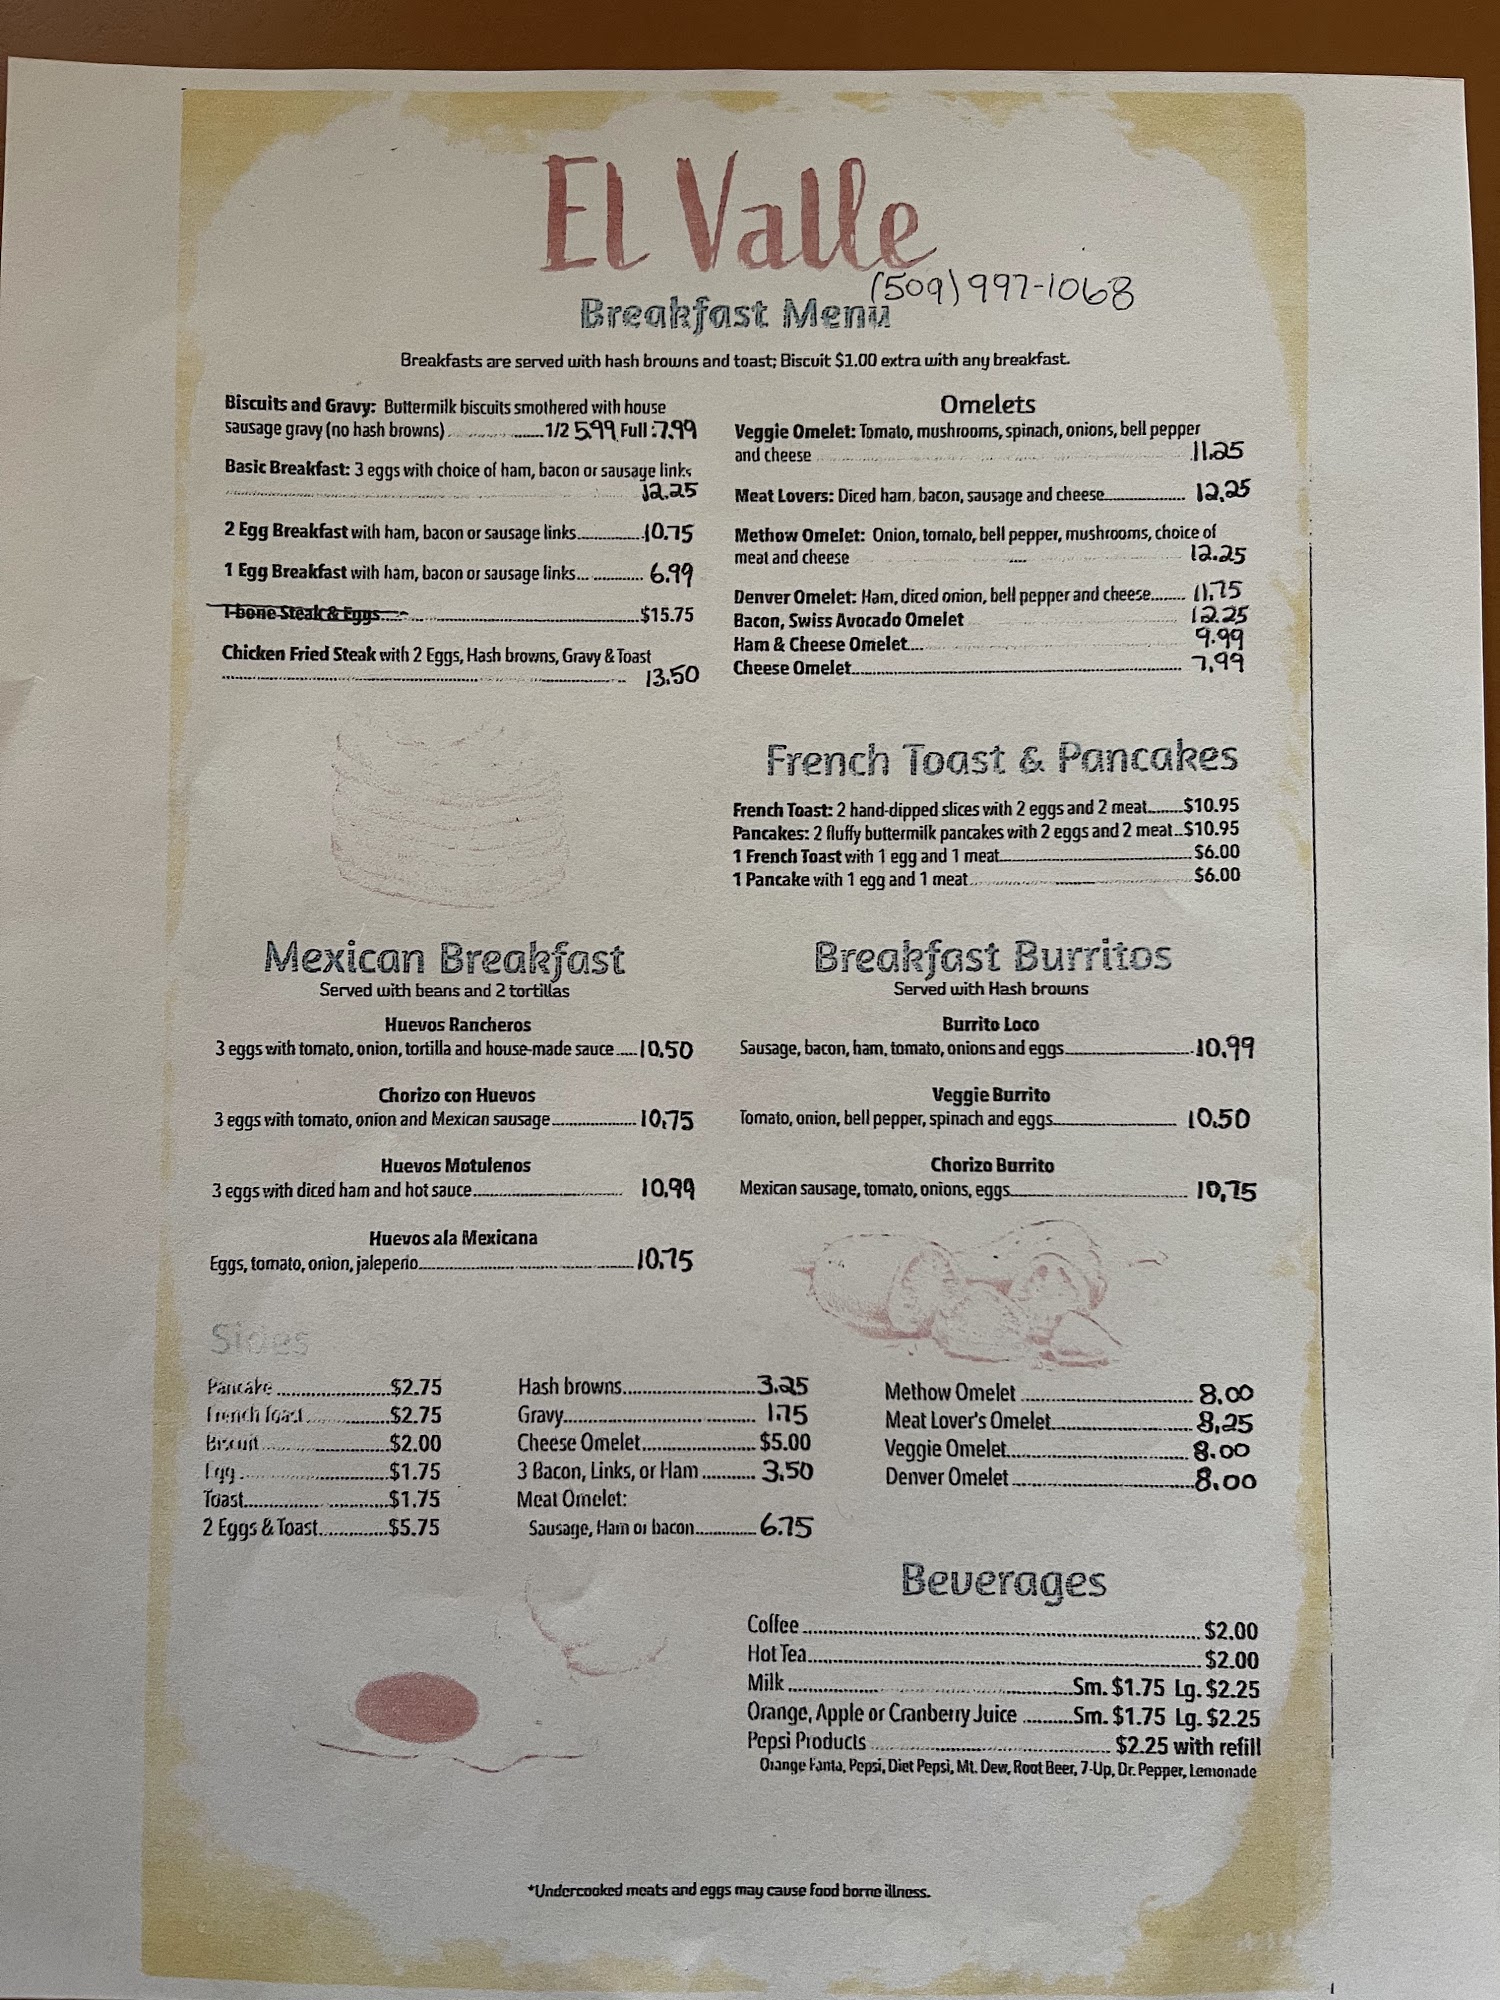 El Valle
(509) 997-1068
Breakfast Menu
Breakfasts are served with hash browns and toast; Biscuit $1.00 extra with any breakfast.
Biscuits and Gravy: Buttermilk biscuits smothered with house
sausage gravy (no hash browns) 1/2 5.99 Full: 7.99
Basic Breakfast: 3 eggs with choice of ham, bacon or sausage links
12.25
2 Egg Breakfast with ham, bacon or sausage links 10.75
1 Egg Breakfast with ham, bacon or sausage links 6.99
T-bone Steak & Eggs $15.75
Chicken Fried Steak with 2 Eggs, Hash browns, Gravy & Toast
13.50
Omelets
Veggie Omelet: Tomato, mushrooms, spinach, onions, bell pepper
and cheese 11.25
Meat Lovers: Diced ham, bacon, sausage and cheese 12.25
Methow Omelet: Onion, tomato, bell pepper, mushrooms, choice of
meat and cheese 12.25
Denver Omelet: Ham, diced onion, bell pepper and cheese 11.75
Bacon, Swiss Avocado Omelet 12.25
Ham & Cheese Omelet 9.99
Cheese Omelet 7.99
French Toast & Pancakes
French Toast: 2 hand-dipped slices with 2 eggs and 2 meat $10.95
Pancakes: 2 fluffy buttermilk pancakes with 2 eggs and 2 meat $10.95
1 French Toast with 1 egg and 1 meat $6.00
1 Pancake with 1 egg and 1 meat $6.00
Mexican Breakfast
Served with beans and 2 tortillas
Huevos Rancheros
3 eggs with tomato, onion, tortilla and house-made sauce 10.50
Chorizo con Huevos
3 eggs with tomato, onion and Mexican sausage 10.75
Huevos Motulenos
3 eggs with diced ham and hot sauce 10.99
Huevos ala Mexicana
Eggs, tomato, onion, jaleperio 10.75
Breakfast Burritos
Served with Hash browns
Burrito Loco
Sausage, bacon, ham, tomato, onions and eggs 10.99
Veggie Burrito
Tomato, onion, bell pepper, spinach and eggs 10.50
Chorizo Burrito
Mexican sausage, tomato, onions, eggs 10.75
Sides
Pancake $2.75
French Toast $2.75
Biscuit $2.00
Egg $1.75
Toast $1.75
2 Eggs & Toast $5.75
Hash browns 3.25
Gravy 1.75
Cheese Omelet $5.00
3 Bacon, Links, or Ham 3.50
Meat Omelet:
Sausage, Ham or bacon 6.75
Methow Omelet 8.00
Meat Lover's Omelet 8.25
Veggie Omelet 8.00
Denver Omelet 8.00
Beverages
Coffee $2.00
Hot Tea $2.00
Milk Sm. $1.75 Lg. $2.25
Orange, Apple or Cranberry Juice Sm. $1.75 Lg. $2.25
Pepsi Products $2.25 with refill
Orange Fanta, Pepsi, Diet Pepsi, Mt. Dew, Root Beer, 7-Up, Dr. Pepper, Lemonade
*Undercooked meats and eggs may cause food borne illness.